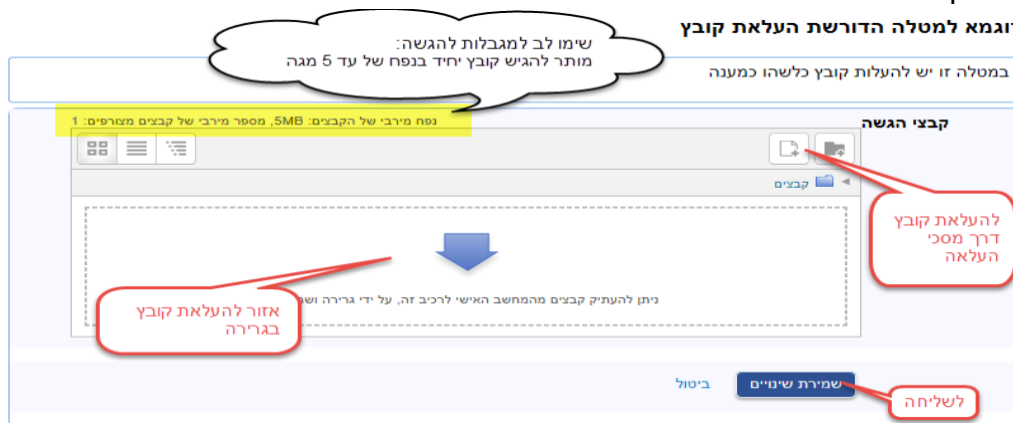 דוגמא למטלה הדורשת העלאת קובץ
שימו לב למגבלות להגשה:
מותר להגיש קובץ יחיד בנפח של עד 5 מגה
במטלה זו יש להעלות קובץ כלשהו כמענה
קבצי הגשה
נפח מירבי של הקבצים: 5MB, מספר מירבי של קבצים מצורפים: 1
קבצים
להעלאת קובץ
דרך מסכי
העלאה
ניתן להעתיק קבצים מהמחשב האישי לרכיב זה, על ידי גרירה
אזור להעלאת קובץ
בגרירה
שמירת שינויים
ביטול
לשליחה